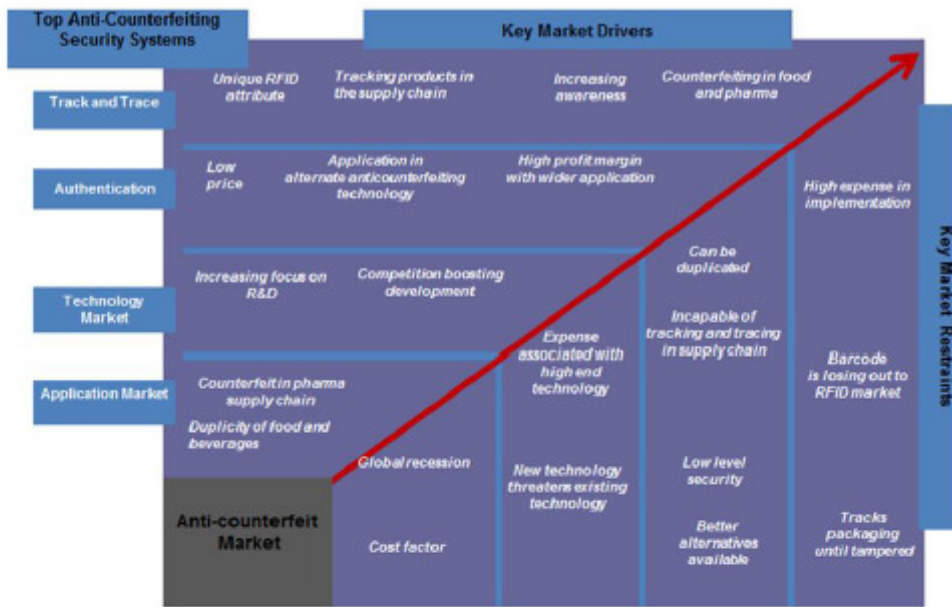 Top Anti-Counterfeiting
Security Systems
Key Market Drivers
Track and Trace
Unique RFID
attribute
Tracking products in
the supply chain
Increasing
awareness
Counterfeiting in food
and pharma
Authentication
Low
price
Application in
alternate anticounterfeiting
technology
High profit margin
with wider application
High expense in
implementation
Technology
Market
Increasing focus on
R&D
Competition boosting
development
Can be
duplicated
Expense
associated with
high end
technology
Incapable of
tracking and tracing
in supply chain
Barcode
is losing out to
RFID market
Application Market
Counterfeit in pharma
supply chain
Duplicity of food and
beverages
Global recession
New technology
threatens existing
technology
Low level
security
Anti-counterfeit
Market
Cost factor
Better
alternatives
available
Tracks
packaging
until tampered
Key Market Restraints